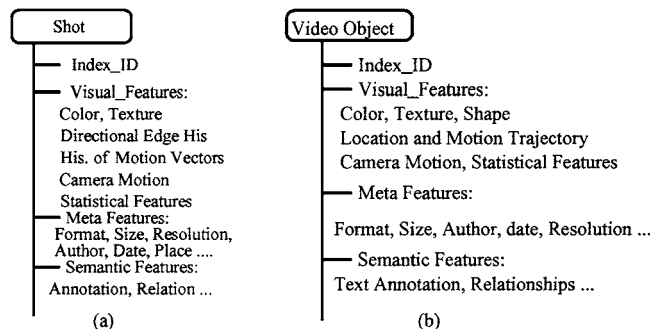 Shot
Index_ID
Visual_Features:
Color, Texture
Directional Edge His
His. of Motion Vectors
Camera Motion
Statistical Features
Meta Features:
Format, Size, Resolution,
Author, Date, Place ....
Semantic Features:
Annotation, Relation ...
(a)
Video Object
Index_ID
Visual_Features:
Color, Texture, Shape
Location and Motion Trajectory
Camera Motion, Statistical Features
Meta Features:
Format, Size, Author, date, Resolution ...
Semantic Features:
Text Annotation, Relationships ...
(b)